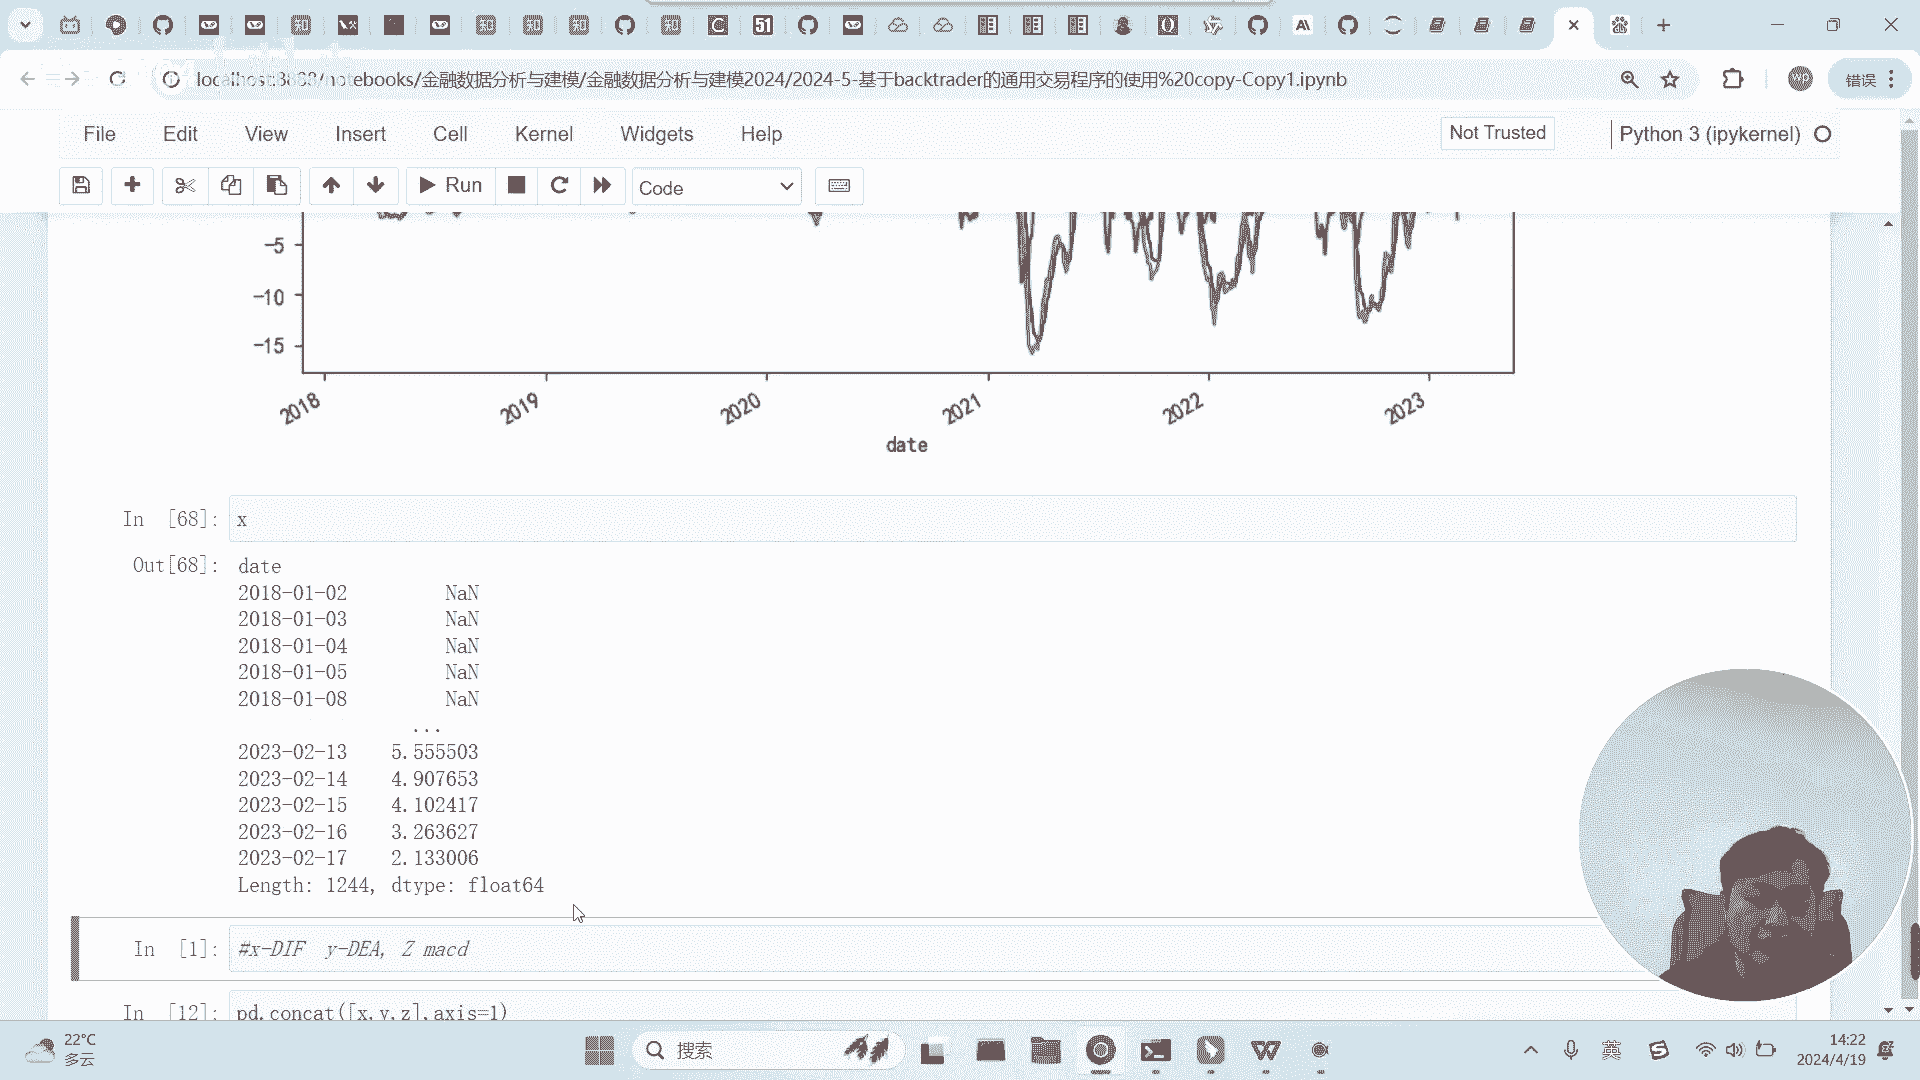 localhost:8888/notebooks/金融数据分析与建模/金融数据分析与建模2024/2024-5-基于backtrader的通用交易程序的使用%20copy-Copy1.ipynb
错误
File Edit View Insert Cell Kernel Widgets Help
Not Trusted
Python 3 (ipykernel)
Run
Code
−5
−10
−15
2018 2019 2020 2021 2022 2023
date
In [68]: x
Out[68]: date
2018-01-02 NaN
2018-01-03 NaN
2018-01-04 NaN
2018-01-05 NaN
2018-01-08 NaN
...
2023-02-13 5.555503
2023-02-14 4.907653
2023-02-15 4.102417
2023-02-16 3.263627
2023-02-17 2.133006
Length: 1244, dtype: float64
In [1]: #x-DIF y-DEA, Z macd
In [12]: pd.concat([x,y,z],axis=1)
22°C
多云
搜索
英
14:22
2024/4/19